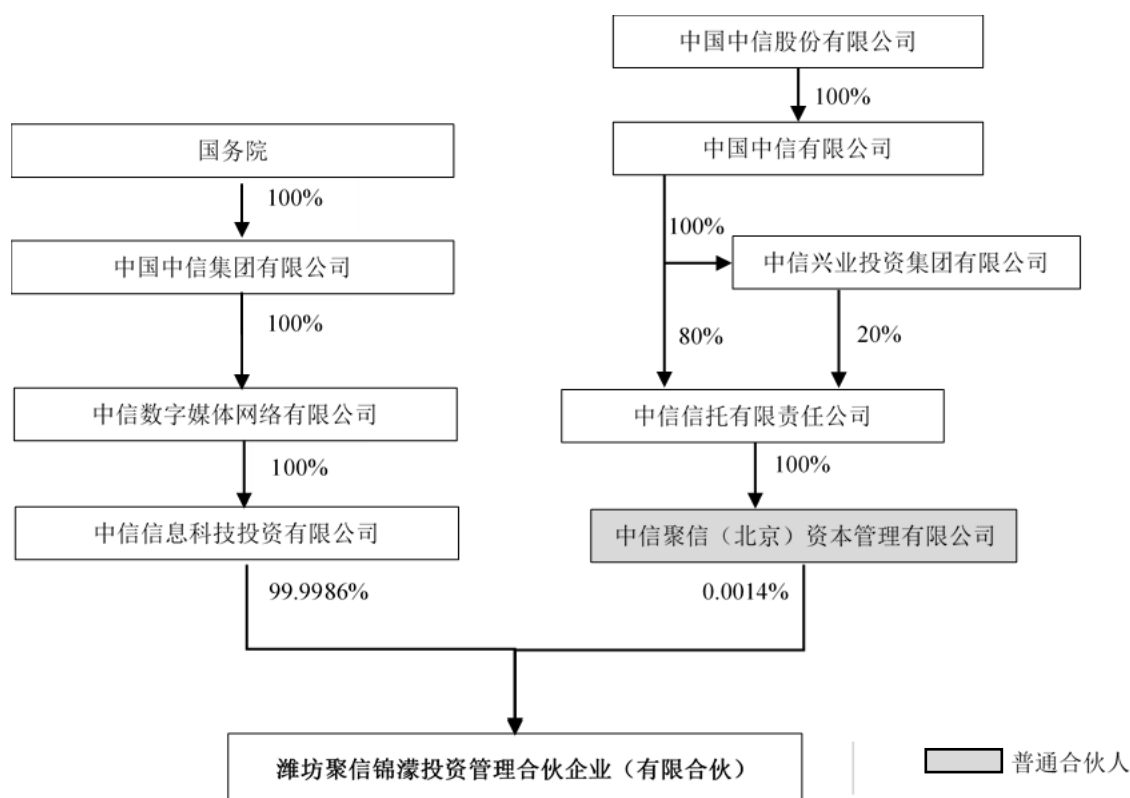 中国中信股份有限公司
100%
国务院
中国中信有限公司
100%
100%
中国中信集团有限公司
中信兴业投资集团有限公司
100%
80%
20%
中信数字媒体网络有限公司
中信信托有限责任公司
100%
100%
中信信息科技投资有限公司
中信聚信（北京）资本管理有限公司
99.9986%
0.0014%
潍坊聚信锦濛投资管理合伙企业（有限合伙）
普通合伙人